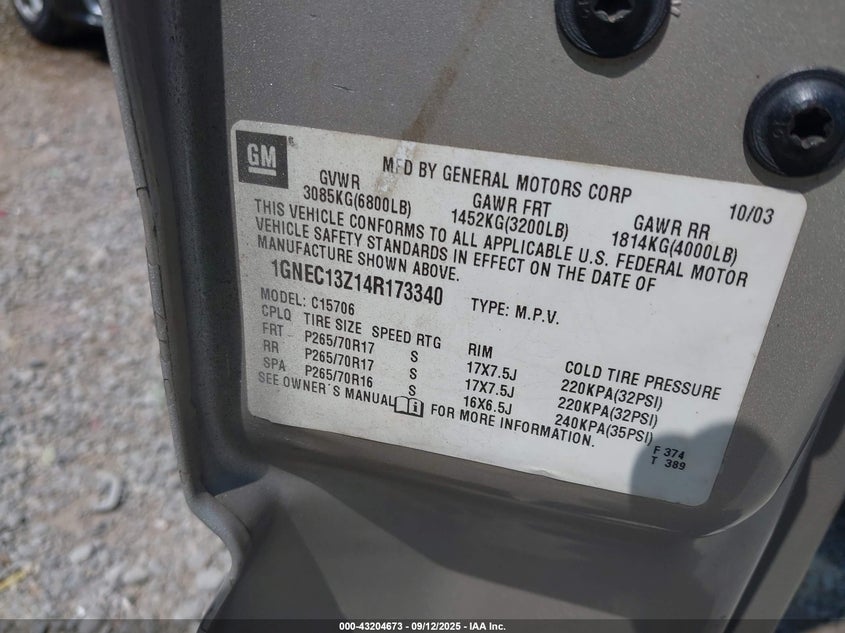 GM
MFD BY GENERAL MOTORS CORP 10/03
GVWR GAWR FRT GAWR RR
3085KG(6800LB) 1452KG(3200LB) 1814KG(4000LB)
THIS VEHICLE CONFORMS TO ALL APPLICABLE U.S. FEDERAL MOTOR
VEHICLE SAFETY STANDARDS IN EFFECT ON THE DATE OF
MANUFACTURE SHOWN ABOVE.
1GNEC13Z14R173340 TYPE: M.P.V.
MODEL: C15706
CPLQ TIRE SIZE SPEED RTG RIM COLD TIRE PRESSURE
FRT P265/70R17 S 17X7.5J 220KPA(32PSI)
RR P265/70R17 S 17X7.5J 220KPA(32PSI)
SPA P265/70R16 S 16X6.5J 240KPA(35PSI)
SEE OWNER'S MANUAL FOR MORE INFORMATION.
F 374
T 389
000-43204673 - 09/12/2025 - IAA Inc.